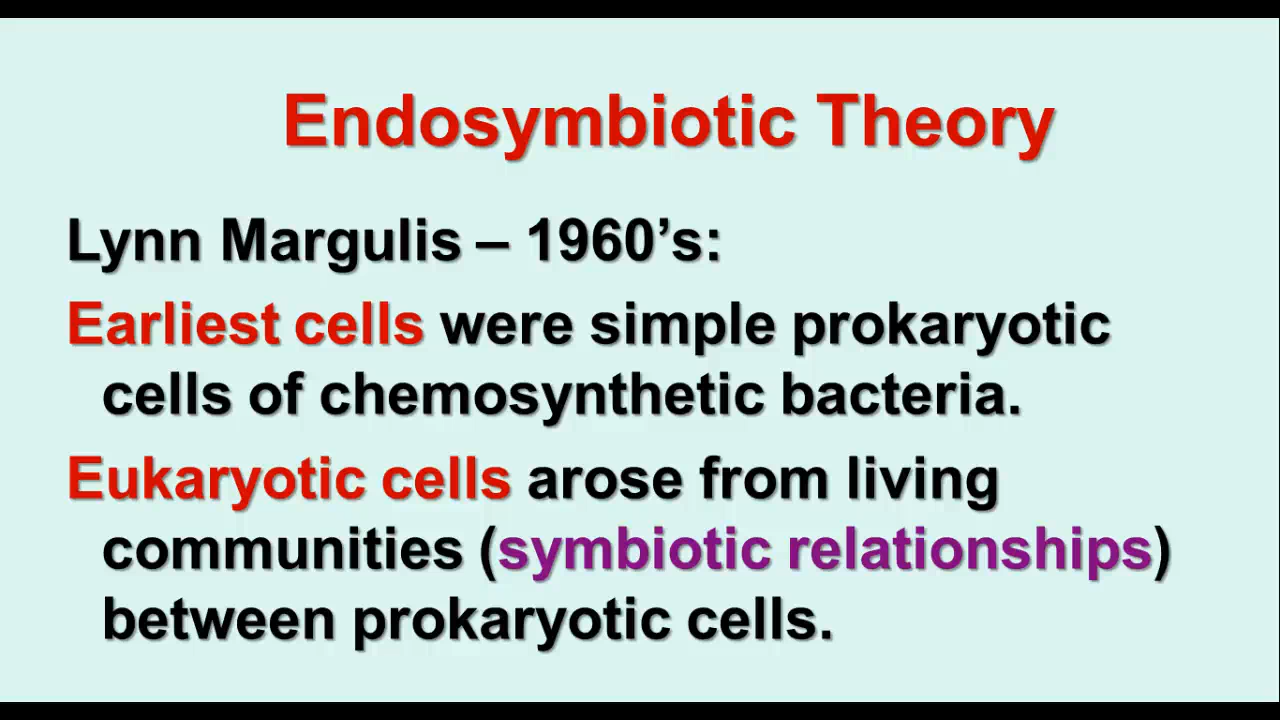 Endosymbiotic Theory
Lynn Margulis – 1960’s:
Earliest cells were simple prokaryotic
cells of chemosynthetic bacteria.
Eukaryotic cells arose from living
communities (symbiotic relationships)
between prokaryotic cells.